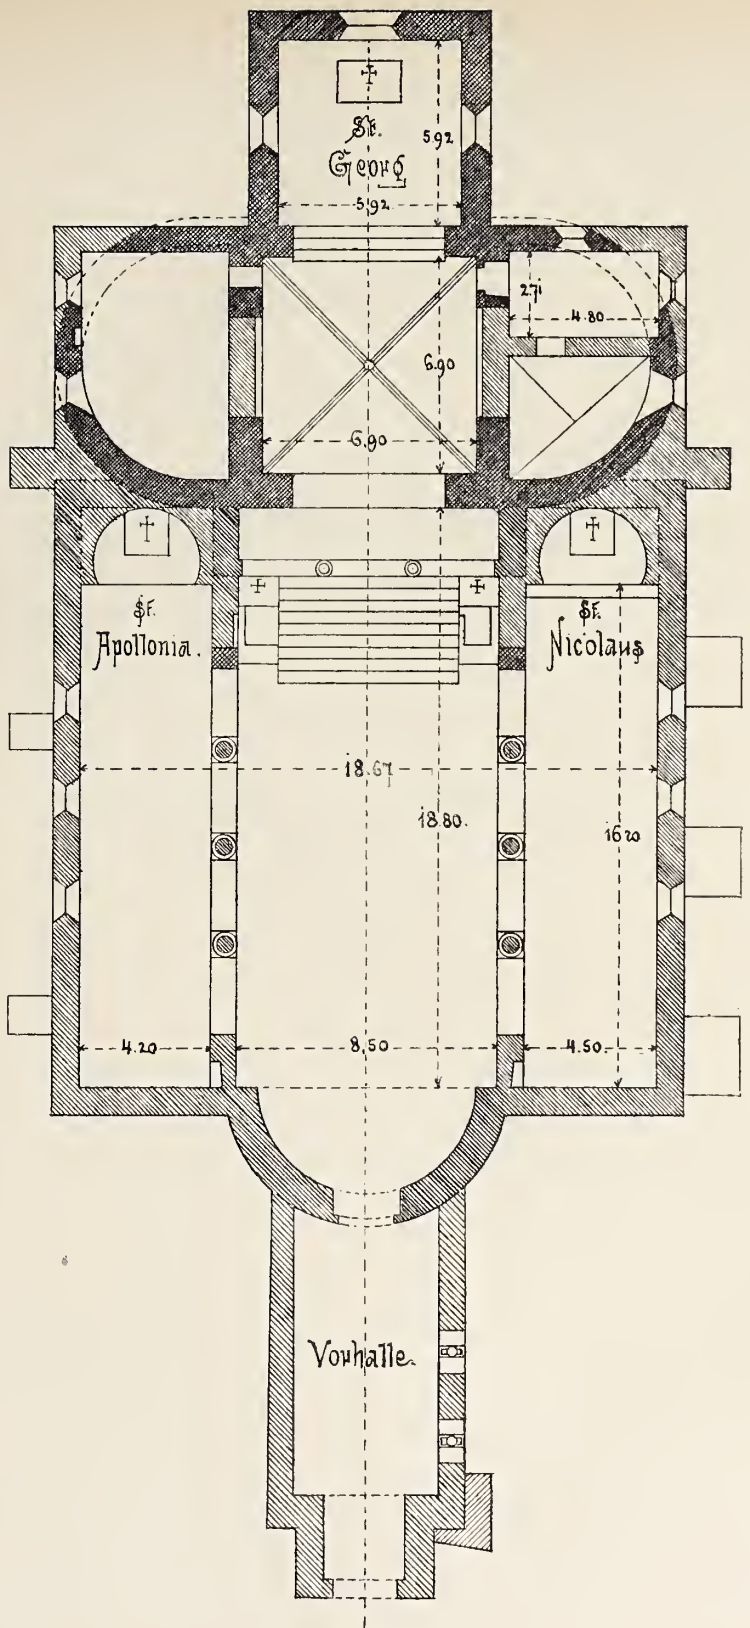 St.
Georg
5.92
5.92
2.71
4.80
6.90
6.90
St.
Apollonia.
St.
Nicolaus
18.67
18.80.
16 20
4.20
8,50
4.50.
Vorhalle.